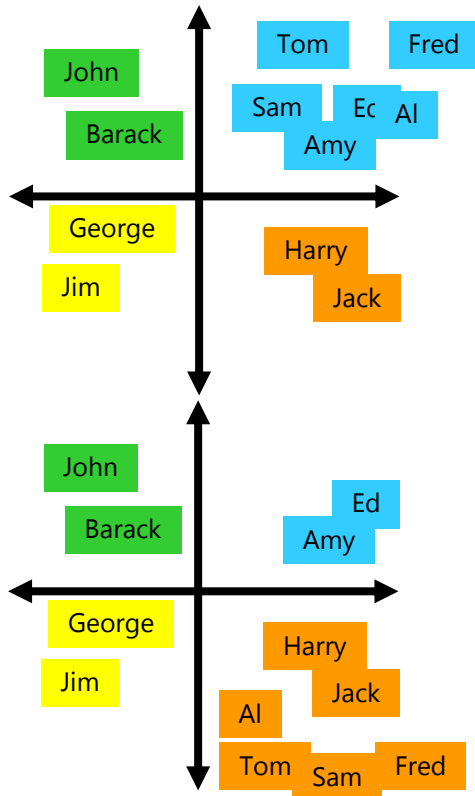 Tom
Fred
John
Sam
Ed
Al
Barack
Amy
George
Harry
Jim
Jack
John
Ed
Barack
Amy
George
Harry
Jim
Jack
Al
Tom
Sam
Fred